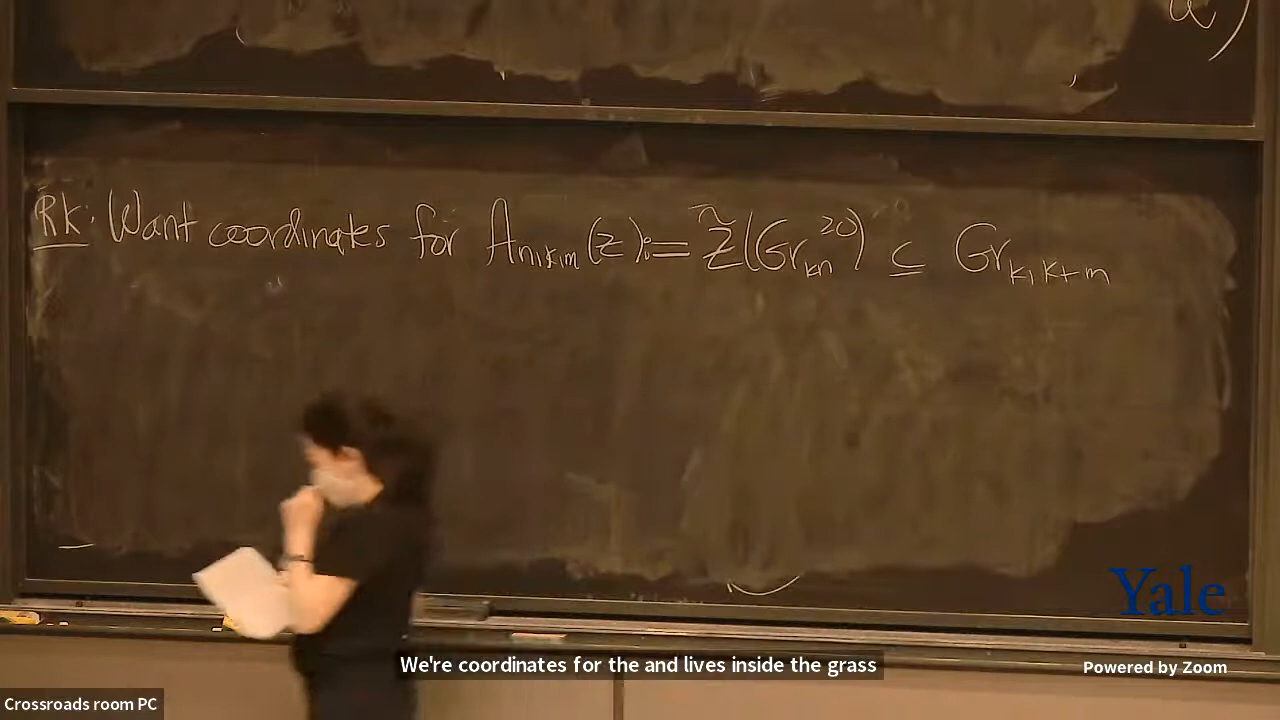 Rk: Want coordinates for A_{n,k,m}(Z) := Z̃(Gr_{kn}^{≥0}) ⊆ Gr_{k,k+m}
Yale
We're coordinates for the and lives inside the grass
Powered by Zoom
Crossroads room PC